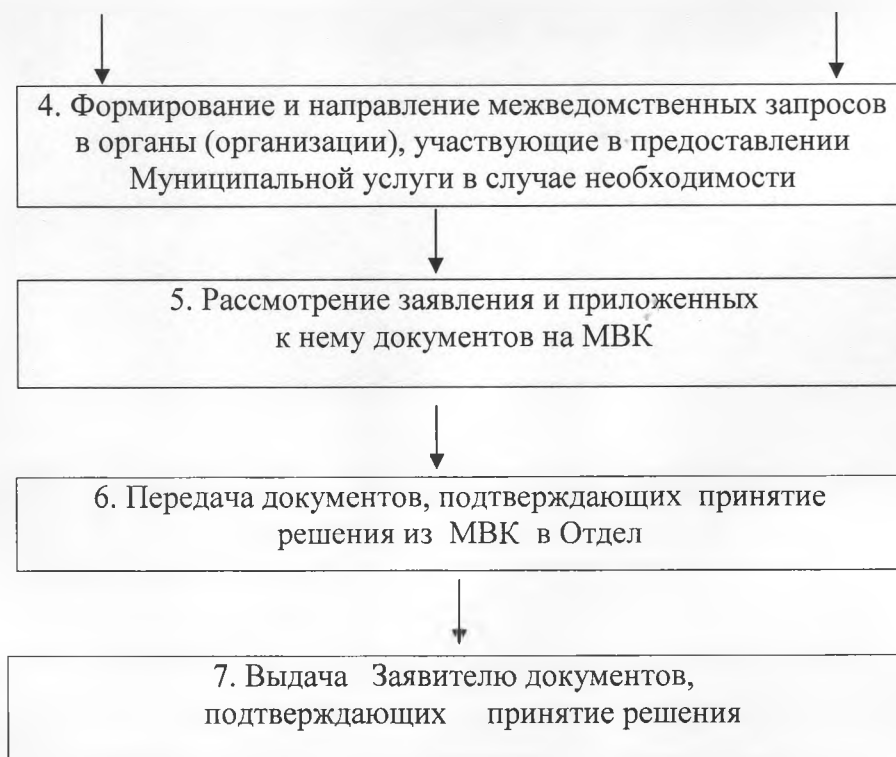 4. Формирование и направление межведомственных запросов
в органы (организации), участвующие в предоставлении
Муниципальной услуги в случае необходимости
5. Рассмотрение заявления и приложенных
к нему документов на МВК
6. Передача документов, подтверждающих принятие
решения из МВК в Отдел
7. Выдача Заявителю документов,
подтверждающих принятие решения